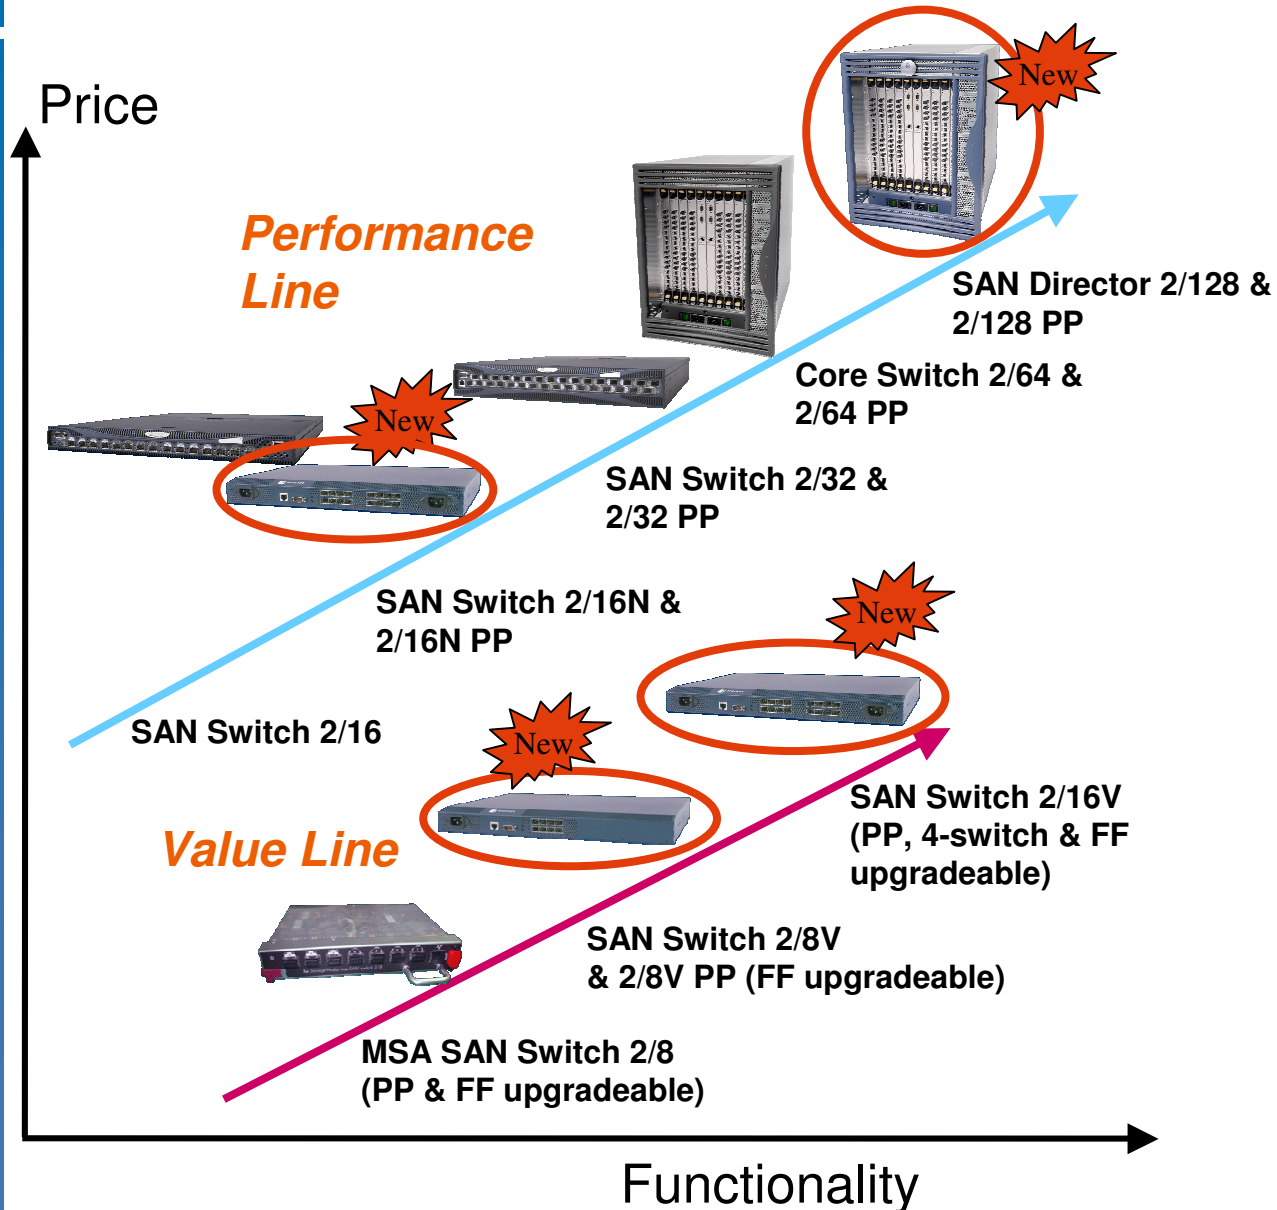 New
Price
Performance
Line
SAN Director 2/128 &
2/128 PP
Core Switch 2/64 &
2/64 PP
New
SAN Switch 2/32 &
2/32 PP
SAN Switch 2/16N &
2/16N PP
New
SAN Switch 2/16
New
SAN Switch 2/16V
(PP, 4-switch & FF
upgradeable)
Value Line
SAN Switch 2/8V
& 2/8V PP (FF upgradeable)
MSA SAN Switch 2/8
(PP & FF upgradeable)
Functionality